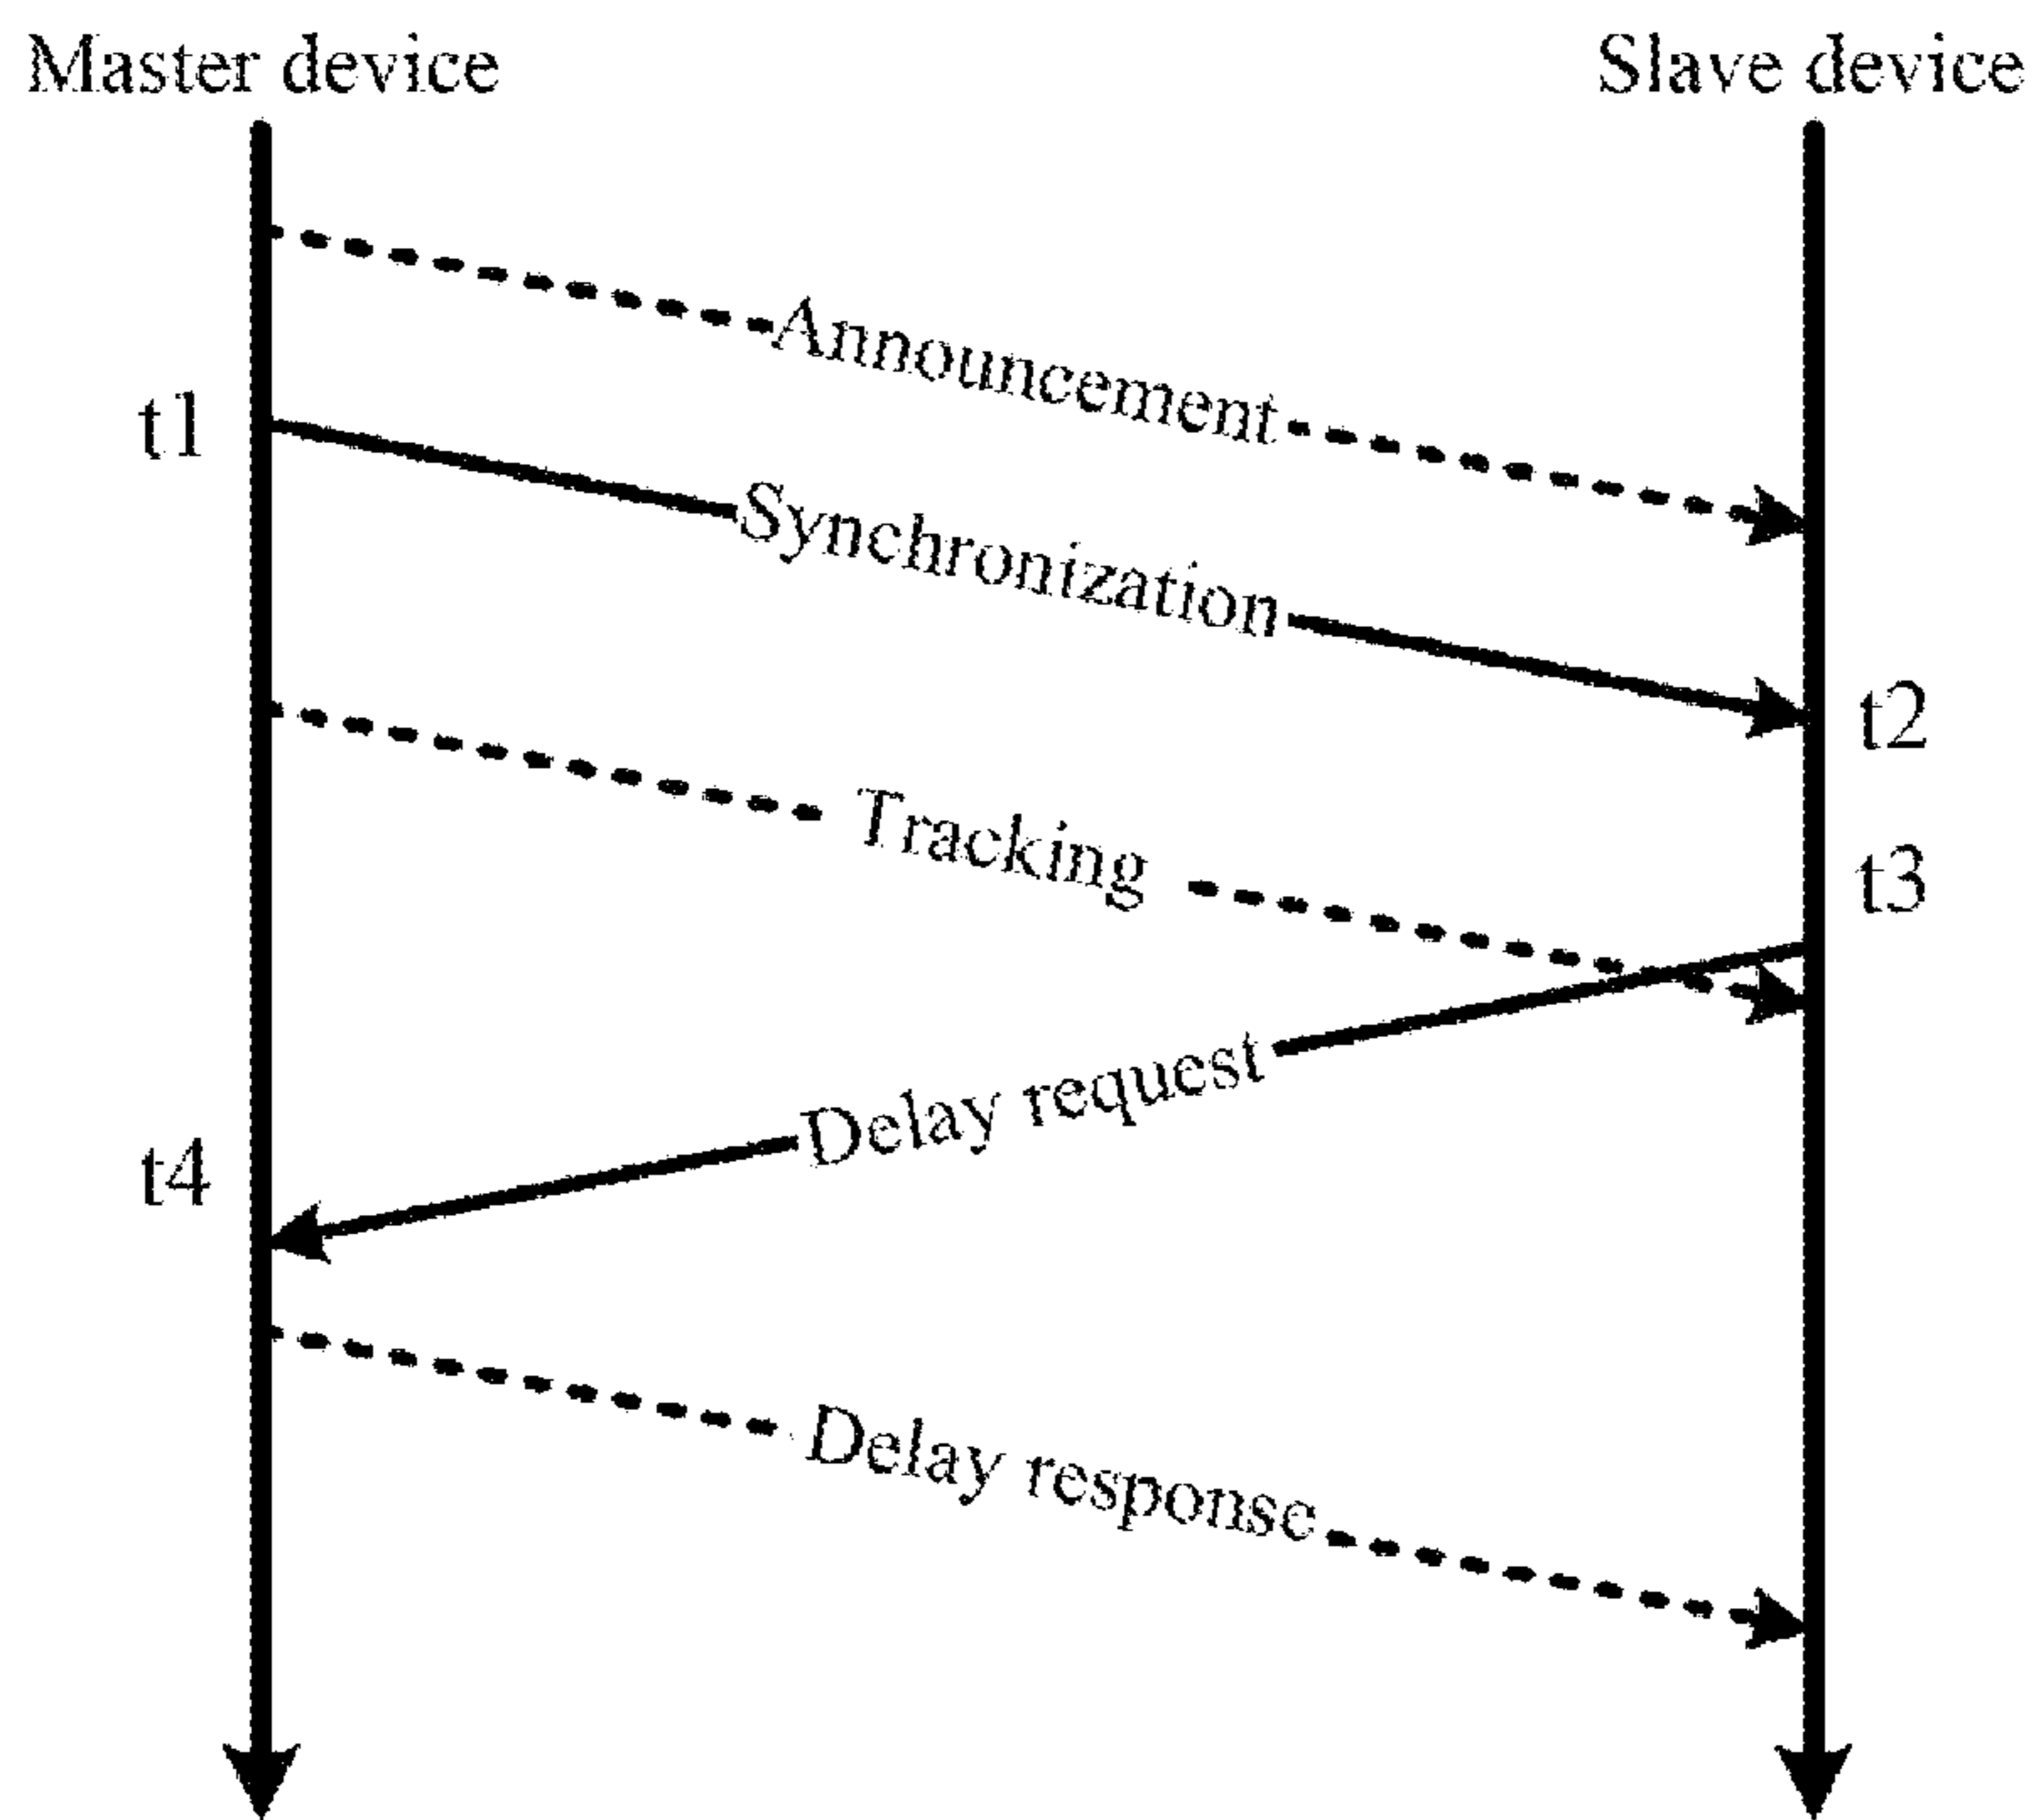 Master device
Slave device
Announcement
t1
Synchronization
t2
Tracking
t3
Delay request
t4
Delay response